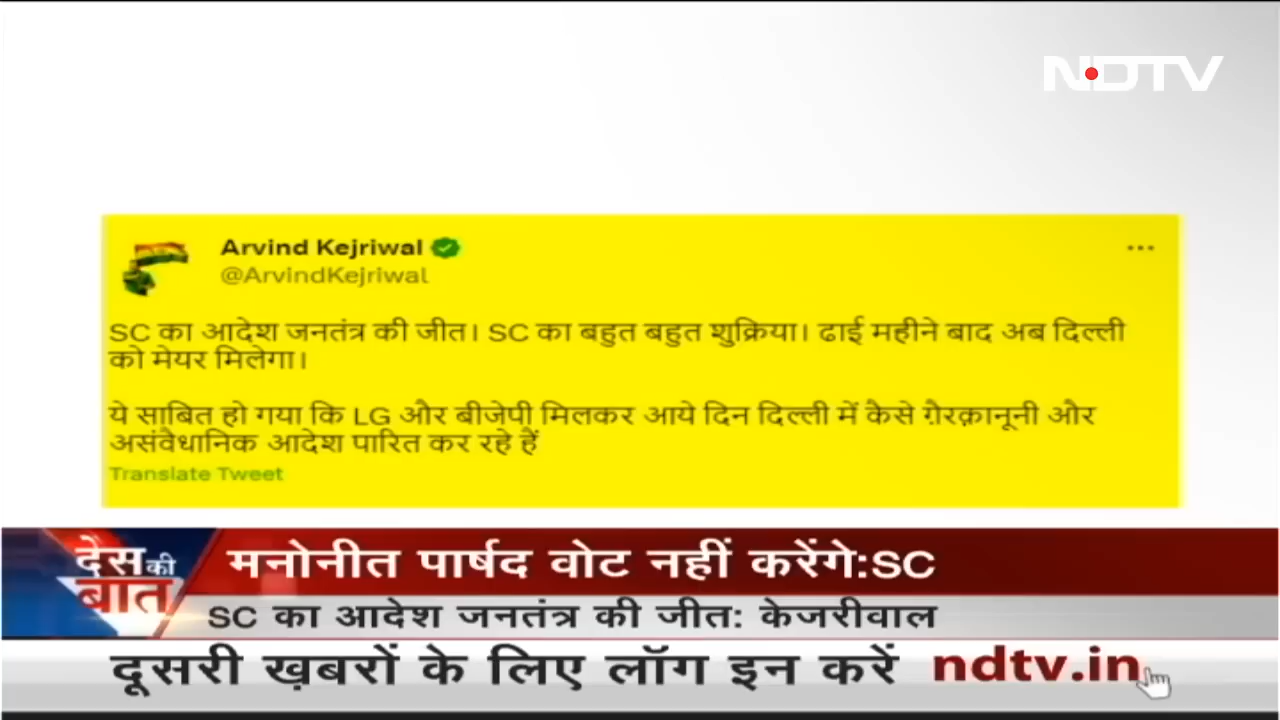 NDTV
Arvind Kejriwal
@ArvindKejriwal
SC का आदेश जनतंत्र की जीत। SC का बहुत बहुत शुक्रिया। ढाई महीने बाद अब दिल्ली
को मेयर मिलेगा।
ये साबित हो गया कि LG और बीजेपी मिलकर आये दिन दिल्ली में कैसे ग़ैरक़ानूनी और
असंवैधानिक आदेश पारित कर रहे हैं
Translate Tweet
देस की
बात
मनोनीत पार्षद वोट नहीं करेंगे:SC
SC का आदेश जनतंत्र की जीत: केजरीवाल
दूसरी ख़बरों के लिए लॉग इन करें ndtv.in